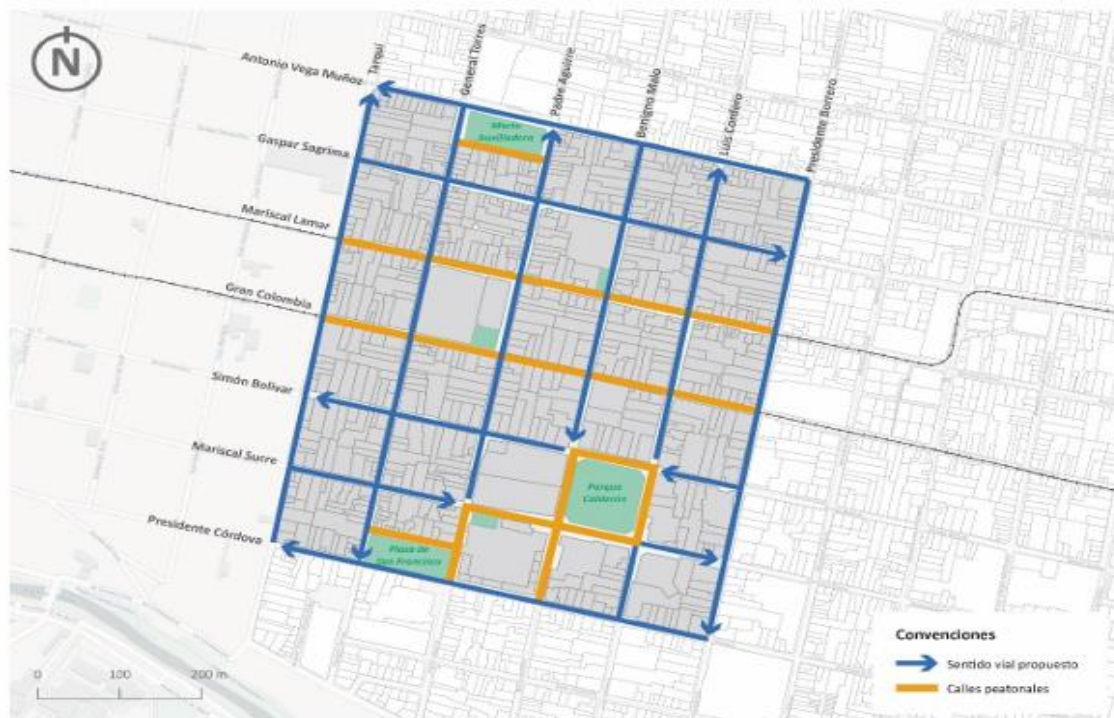 N
Antonio Vega Muñoz
Tarqui
General Torres
Padre Aguirre
Benigno Malo
Luis Cordero
Presidente Borrero
Gaspar Sagrima
Mariscal Lamar
Gran Colombia
Simón Bolívar
Mariscal Sucre
Presidente Córdova
María
Auxiliadora
Parque
Calderón
Plaza de
San Francisco
Convenciones
Sentido vial propuesto
Calles peatonales
0 100 200 m